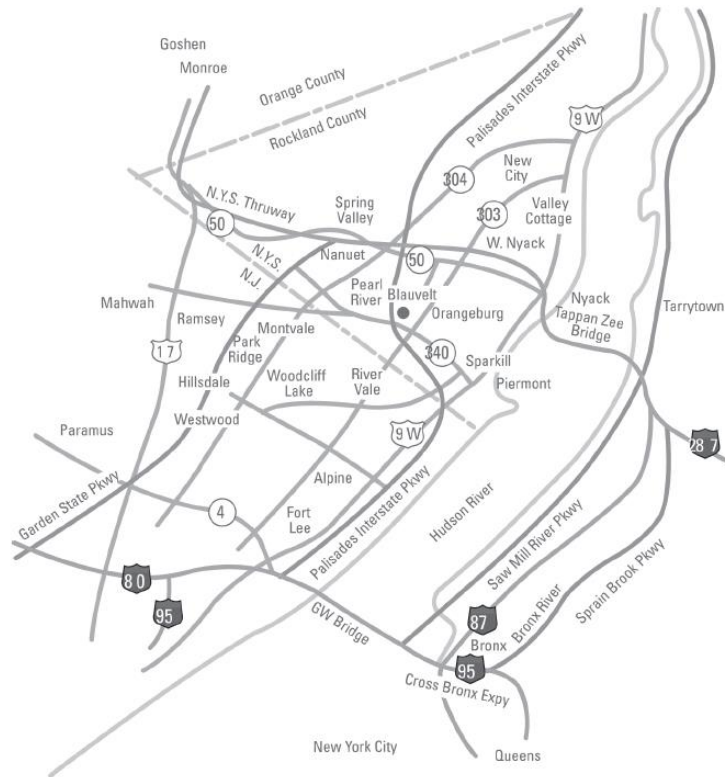 Goshen
Monroe
Orange County
Rockland County
Palisades Interstate Pkwy
9 W
304
New City
303
Valley Cottage
N.Y.S. Thruway
Spring Valley
50
W. Nyack
N.Y.S.
N.J.
Nanuet
50
Mahwah
Ramsey
Pearl River
Blauvelt
Orangeburg
Nyack
Tappan Zee Bridge
Tarrytown
17
Park Ridge
Montvale
340
Sparkill
Piermont
Hillsdale
Woodcliff Lake
River Vale
Westwood
Paramus
9 W
28 7
Garden State Pkwy
4
Alpine
Fort Lee
Palisades Interstate Pkwy
Hudson River
Saw Mill River Pkwy
Sprain Brook Pkwy
80
95
GW Bridge
87
Bronx
Bronx River
95
Cross Bronx Expy
New York City
Queens